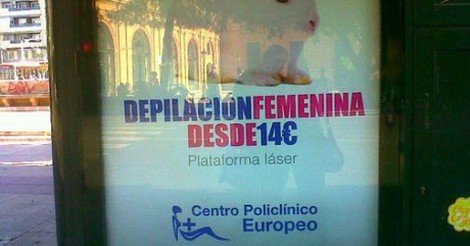 DEPILACIÓNFEMENINA
DESDE14€
Plataforma láser
Centro Policlínico
Europeo